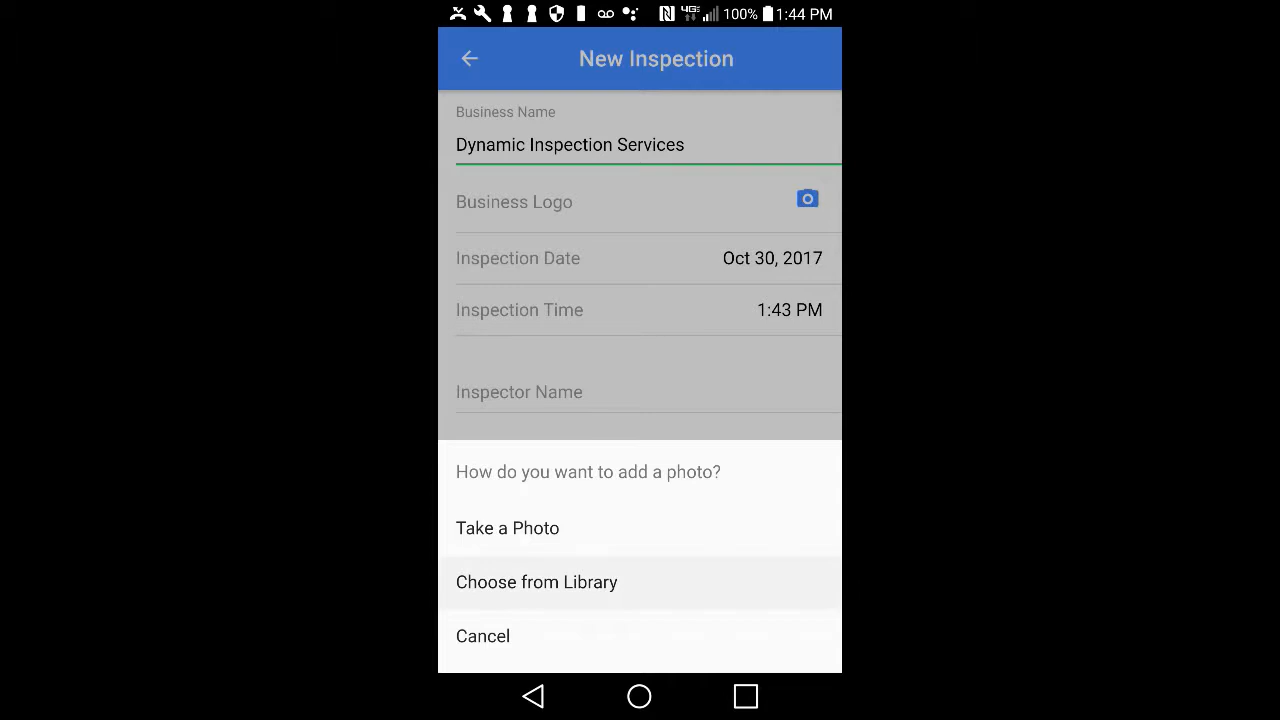 100% 1:44 PM
New Inspection
Business Name
Dynamic Inspection Services
Business Logo
Inspection Date Oct 30, 2017
Inspection Time 1:43 PM
Inspector Name
How do you want to add a photo?
Take a Photo
Choose from Library
Cancel